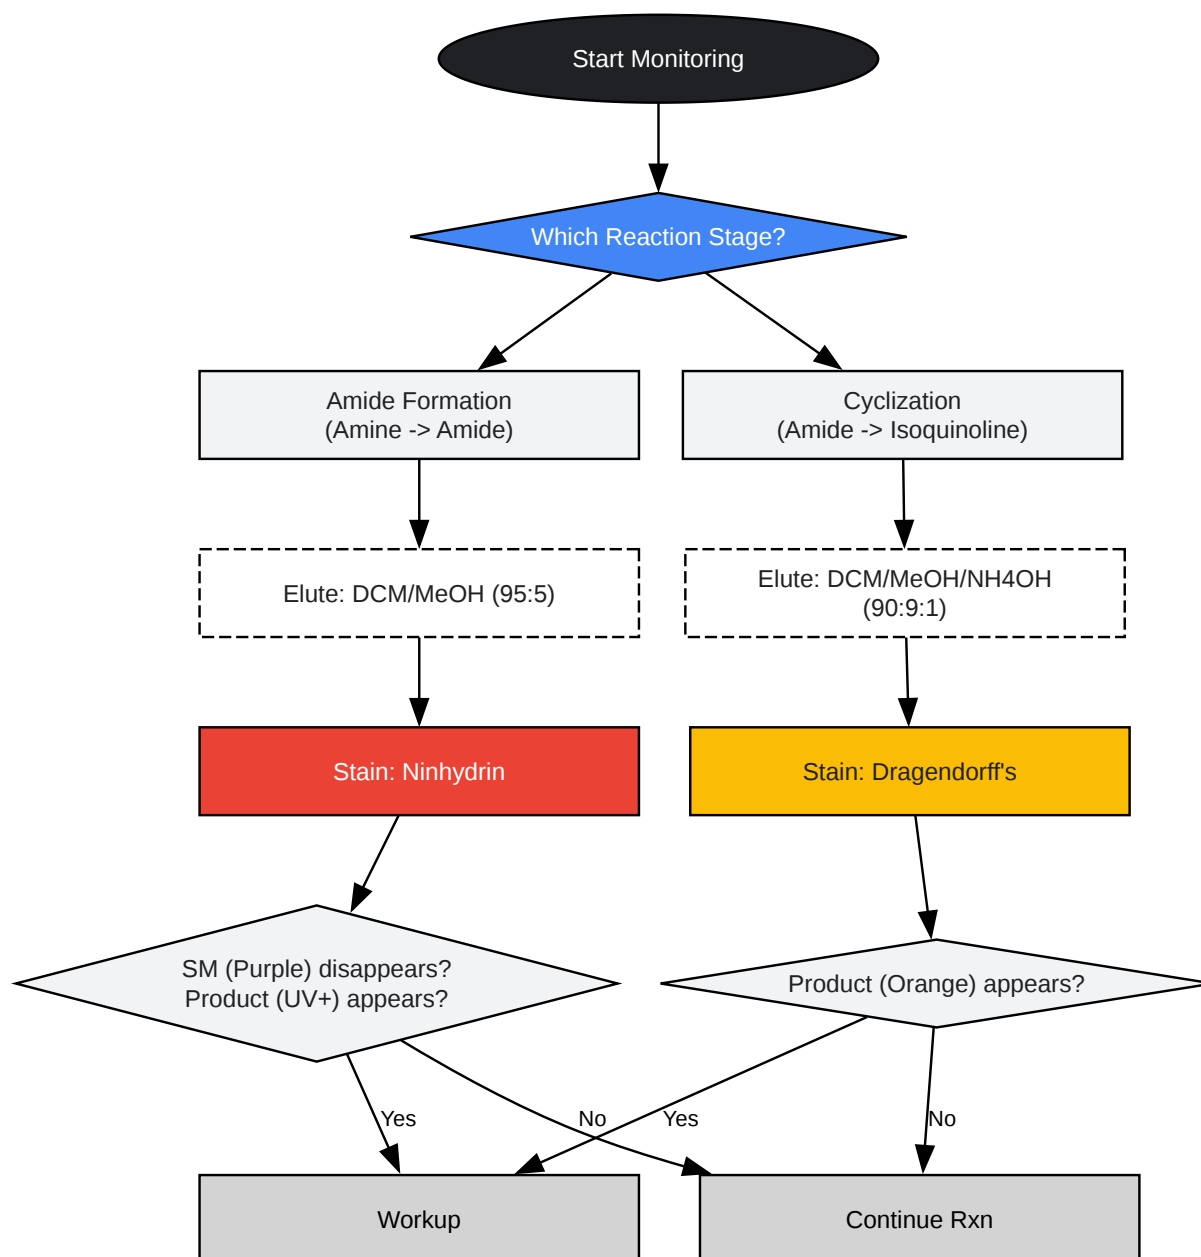 Start Monitoring
Which Reaction Stage?
Amide Formation
(Amine -> Amide)
Cyclization
(Amide -> Isoquinoline)
Elute: DCM/MeOH (95:5)
Elute: DCM/MeOH/NH4OH
(90:9:1)
Stain: Ninhydrin
Stain: Dragendorff's
SM (Purple) disappears?
Product (UV+) appears?
Product (Orange) appears?
Yes
No
Yes
No
Workup
Continue Rxn